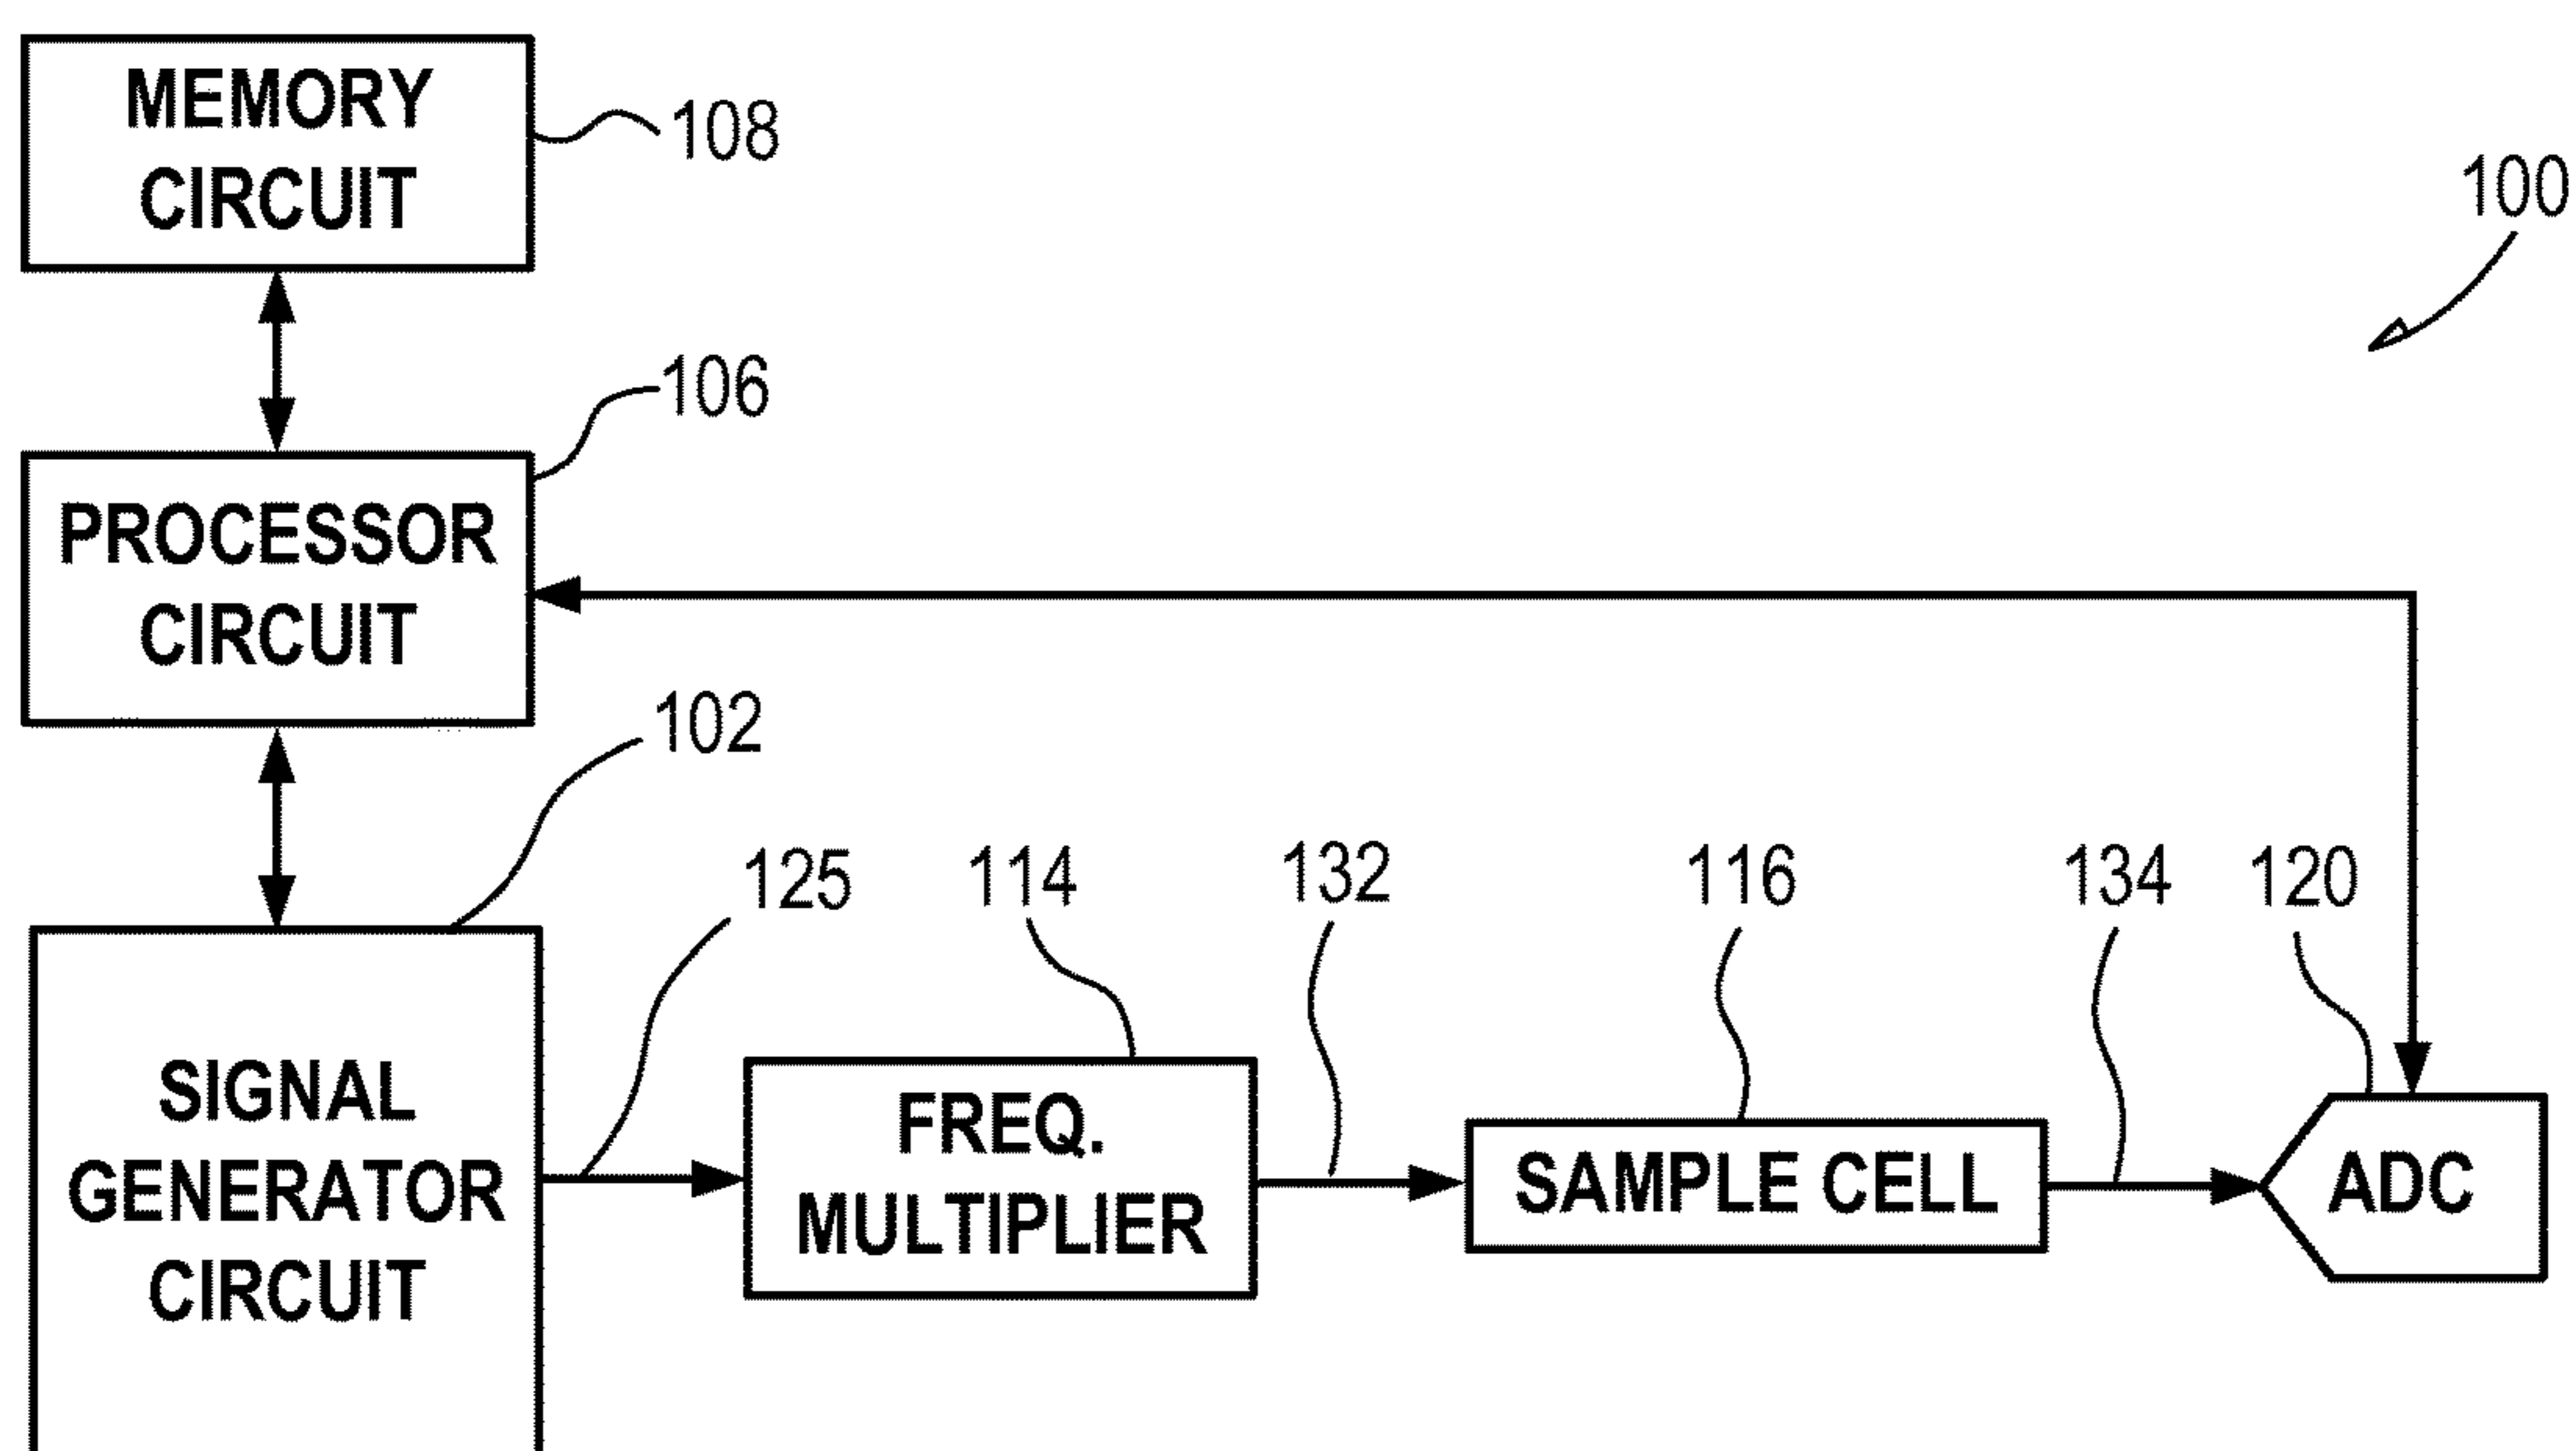 MEMORY
CIRCUIT
108
100
106
PROCESSOR
CIRCUIT
102
125
114
132
116
134
120
SIGNAL
GENERATOR
CIRCUIT
FREQ.
MULTIPLIER
SAMPLE CELL
ADC